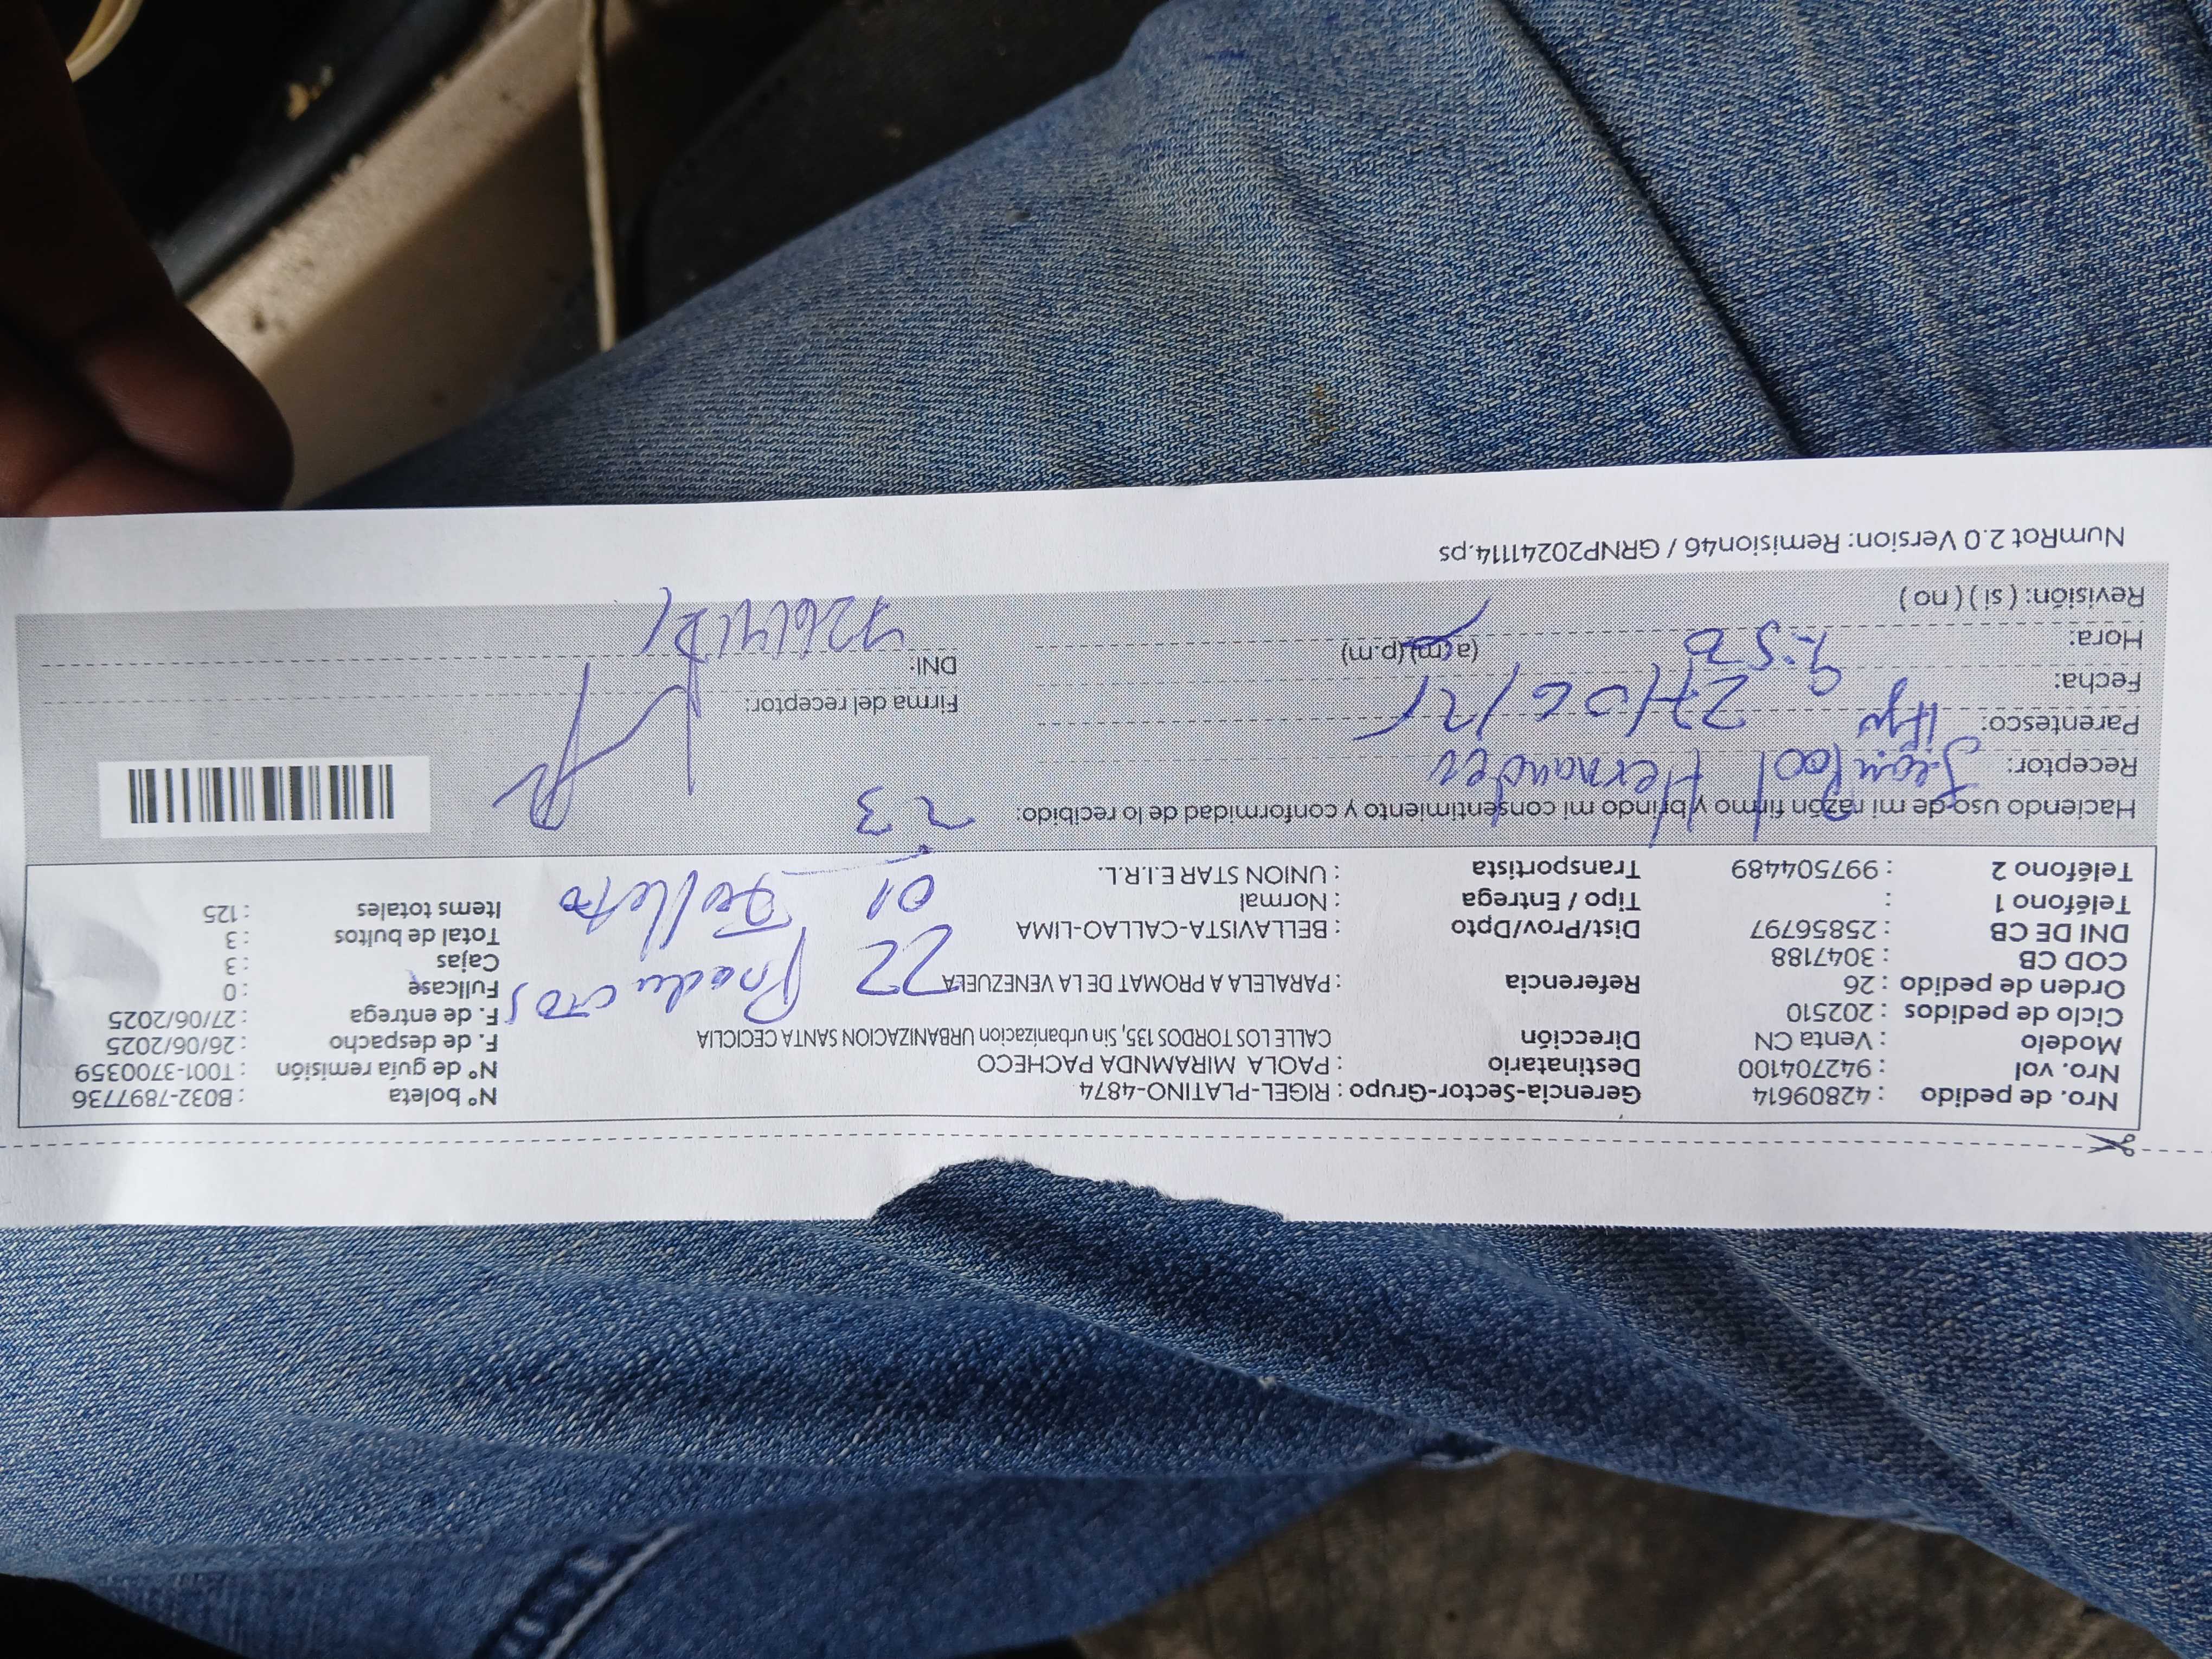 Nro. de pedido : 42809614 Gerencia-Sector-Grupo : RIGEL-PLATINO-4874 N° boleta : B032-7897736
Nro. vol : 942704100 Destinatario : PAOLA MIRAMNDA PACHECO N° de guía remisión : T001-3700359
Modelo : Venta CN Dirección CALLE LOS TORDOS 135, Sin urbanizacion URBANIZACION SANTA CECICLIA F. de despacho : 26/06/2025
Ciclo de pedidos : 202510 F. de entrega : 27/06/2025
Orden de pedido : 26 Referencia : PARALELA A PROMAT DE LA VENEZUELA 22 Productos Fullcase : 0
COD CB : 3047188 Cajas : 3
DNI DE CB : 25856797 Dist/Prov/Dpto : BELLAVISTA-CALLAO-LIMA Total de bultos : 3
Teléfono 1 : Tipo / Entrega : Normal 01 Folleto Items totales : 125
Teléfono 2 : 997504489 Transportista : UNION STAR E.I.R.L.
Haciendo uso de mi razón firmo y brindo mi consentimiento y conformidad de lo recibido: 23
Receptor: Jean Pool Hernandez
Parentesco: Hijo Firma del receptor:
Fecha: 27/06/25
Hora: 9:50 (a.m) (p.m) DNI:
Revisión: ( si ) ( no )
NumRot 2.0 Version: Remision46 / GRNP20241114.ps